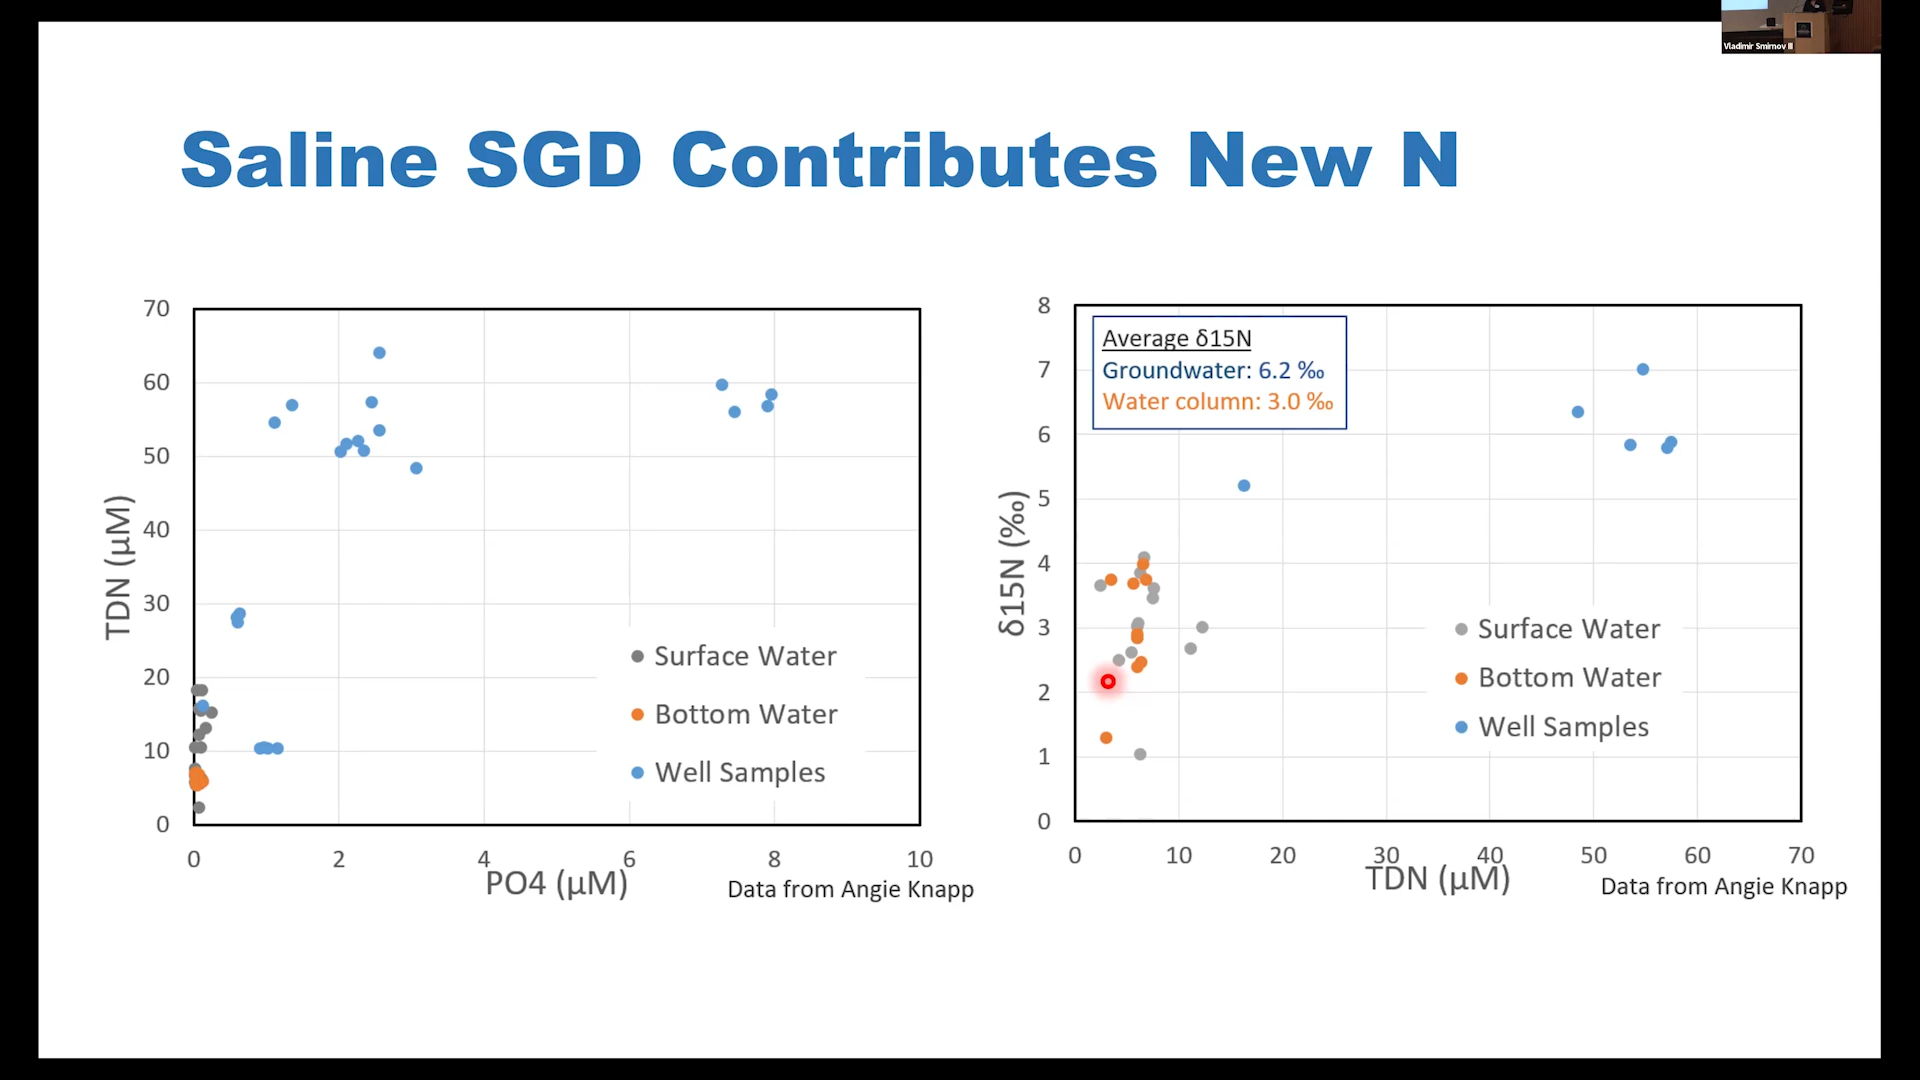 Vladimir Smirnov II
Saline SGD Contributes New N
70
60
50
40
30
20
10
0
TDN (µM)
Surface Water
Bottom Water
Well Samples
0 2 4 6 8 10
PO4 (µM)
Data from Angie Knapp
8
7
6
5
4
3
2
1
0
δ15N (‰)
Average δ15N
Groundwater: 6.2 ‰
Water column: 3.0 ‰
Surface Water
Bottom Water
Well Samples
0 10 20 30 40 50 60 70
TDN (µM)
Data from Angie Knapp